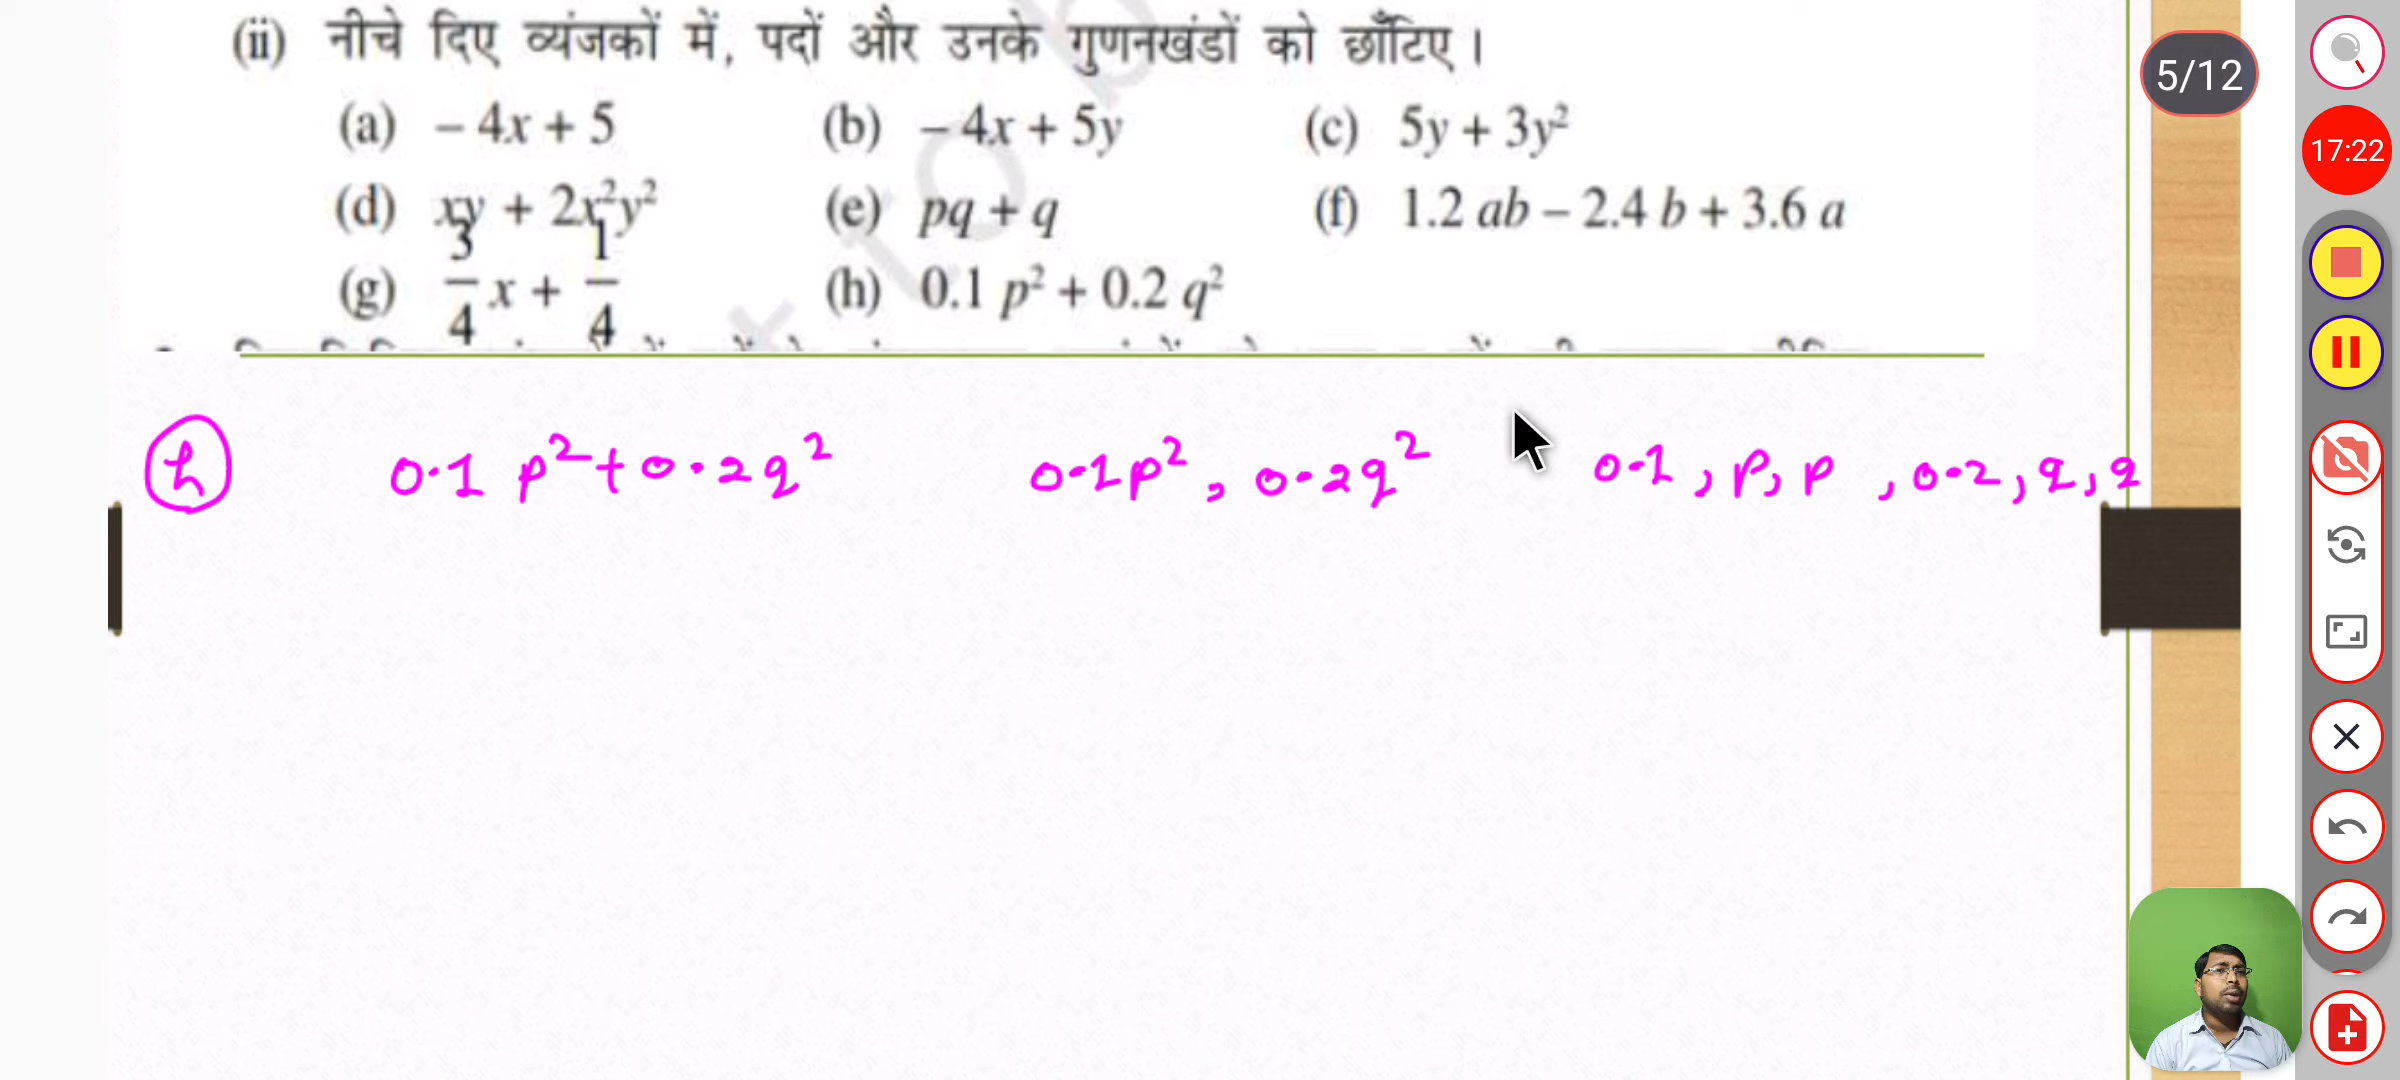 (ii) नीचे दिए व्यंजकों में, पदों और उनके गुणनखंडों को छाँटिए।
(a) – 4x + 5 (b) – 4x + 5y (c) 5y + 3y²
(d) xy + 2x²y² (e) pq + q (f) 1.2 ab – 2.4 b + 3.6 a
(g) 3/4 x + 1/4 (h) 0.1 p² + 0.2 q²
h 0.1 p² + 0.2q² 0.1p², 0.2q² 0.1, p, p, 0.2, q, q
5/12
17:22